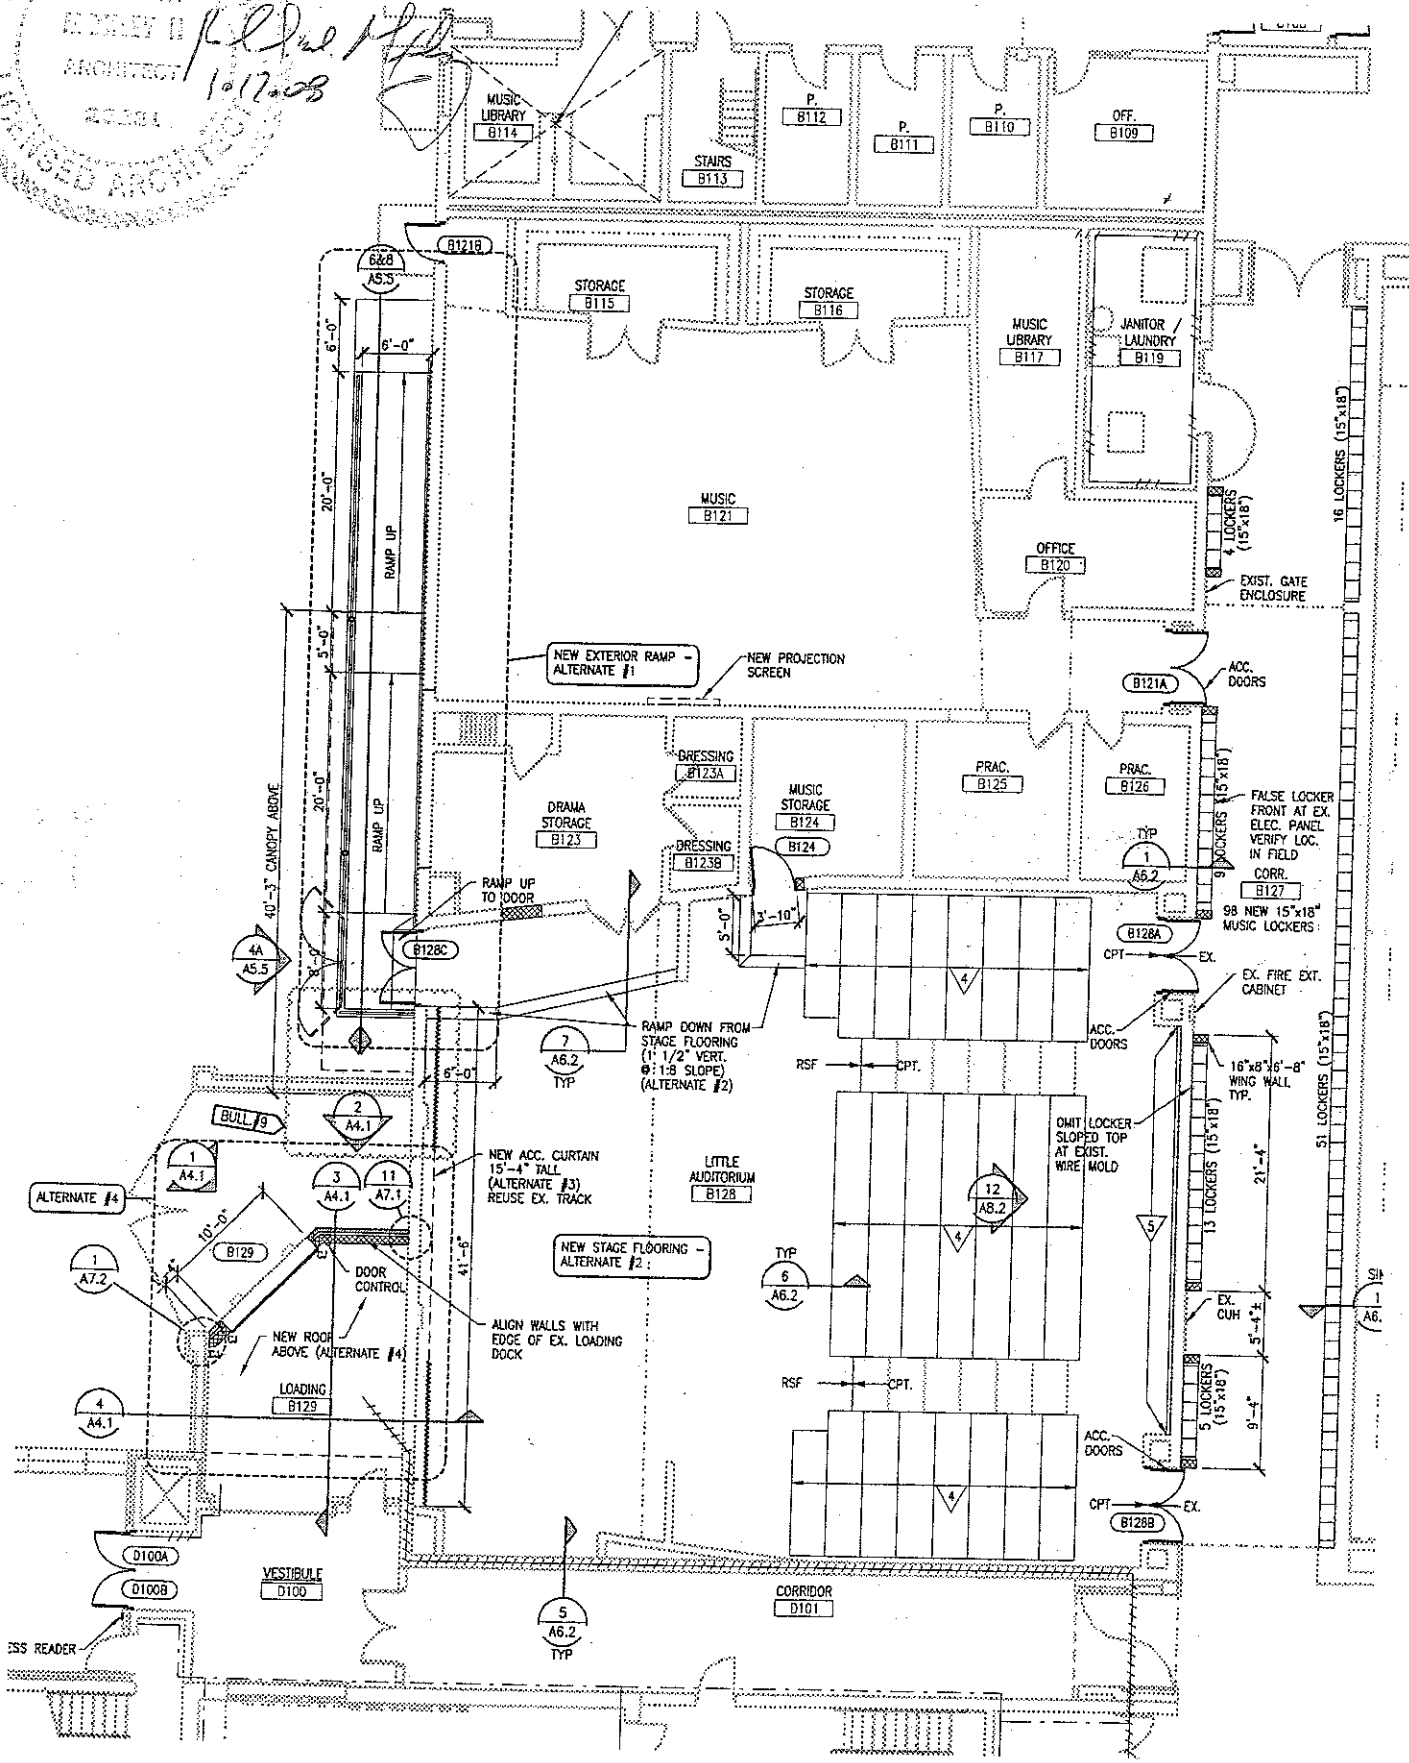 ARCHITECT
1.17.08
LICENSED ARCHITECT
MUSIC
LIBRARY
B114
STAIRS
B113
P.
B112
P.
B111
P.
B110
OFF.
B109
B121B
6&8
A5.5
STORAGE
B115
STORAGE
B116
MUSIC
LIBRARY
B117
JANITOR /
LAUNDRY
B119
6'-0"
6'-0"
20'-0"
RAMP UP
MUSIC
B121
OFFICE
B120
4 LOCKERS
(15"x18")
16 LOCKERS (15"x18")
EXIST. GATE
ENCLOSURE
5'-0"
NEW EXTERIOR RAMP -
ALTERNATE #1
NEW PROJECTION
SCREEN
B121A
ACC.
DOORS
40'-3" CANOPY ABOVE
20'-0"
RAMP UP
DRAMA
STORAGE
B123
DRESSING
B123A
DRESSING
B123B
MUSIC
STORAGE
B124
B124
PRAC.
B125
PRAC.
B126
TYP
1
A6.2
9 LOCKERS (15"x18")
FALSE LOCKER
FRONT AT EX.
ELEC. PANEL
VERIFY LOC.
IN FIELD
CORR.
B127
98 NEW 15"x18"
MUSIC LOCKERS
RAMP UP
TO DOOR
4A
A5.5
8'-0"
B128C
5'-0"
3'-10"
4
B128A
CPT
EX.
EX. FIRE EXT.
CABINET
ACC.
DOORS
RAMP DOWN FROM
STAGE FLOORING
(1 1/2" VERT.
@ 1:8 SLOPE)
(ALTERNATE #2)
7
A6.2
TYP
6'-0"
RSF
CPT.
16"x8"x6'-8"
WING WALL
TYP.
BULL. #9
2
A4.1
1
A4.1
3
A4.1
11
A7.1
NEW ACC. CURTAIN
15'-4" TALL
(ALTERNATE #3)
REUSE EX. TRACK
OMIT LOCKER
SLOPED TOP
AT EXIST.
WIRE MOLD
13 LOCKERS (15"x18")
21'-4"
51 LOCKERS (15"x18")
ALTERNATE #4
LITTLE
AUDITORIUM
B128
12
A8.2
5
10'-0"
B129
1
A7.2
DOOR
CONTROL
41'-6"
NEW STAGE FLOORING -
ALTERNATE #2
4
TYP
6
A6.2
NEW ROOF
ABOVE (ALTERNATE #4)
ALIGN WALLS WITH
EDGE OF EX. LOADING
DOCK
EX.
CUH
5'-4"±
1
LOADING
B129
4
A4.1
RSF
CPT.
5 LOCKERS
(15"x18")
9'-4"
ACC.
DOORS
4
CPT
EX.
B128B
D100A
D100B
VESTIBULE
D100
5
A6.2
TYP
CORRIDOR
D101
ESS READER